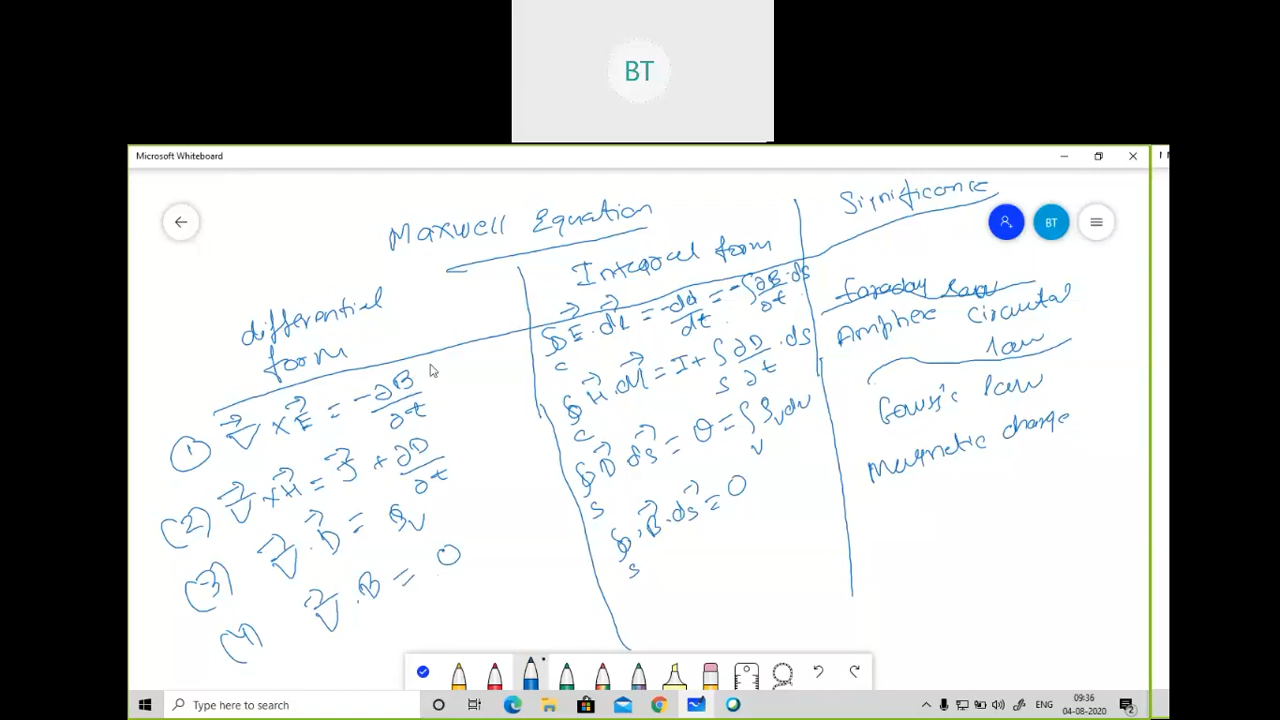 BT
Microsoft Whiteboard
Maxwell Equation
BT
differential
form
(1) ∇ × E = -∂B/∂t
(2) ∇ × H = J + ∂D/∂t
(3) ∇ . D = ρv
(4) ∇ . B = 0
Integral form
∮c E . dL = -dφ/dt = -∫ ∂B/∂t . ds
∮c H . dl = I + ∫s ∂D/∂t . ds
∮s D ds = Q = ∫v ρv dv
∮s B . ds = 0
Significance
faraday law
circuital
law
Gauss's law
Magnetic charge
Type here to search
ENG
09:36
04-08-2020
2